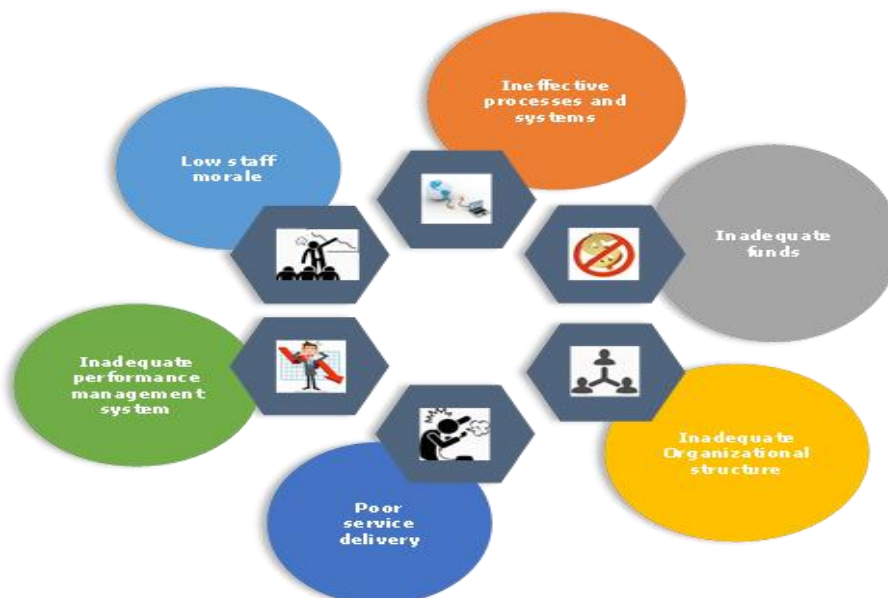 Ineffective
processes and
systems
Low staff
morale
Inadequate
funds
Inadequate
performance
management
system
Inadequate
Organizational
structure
Poor
service
delivery